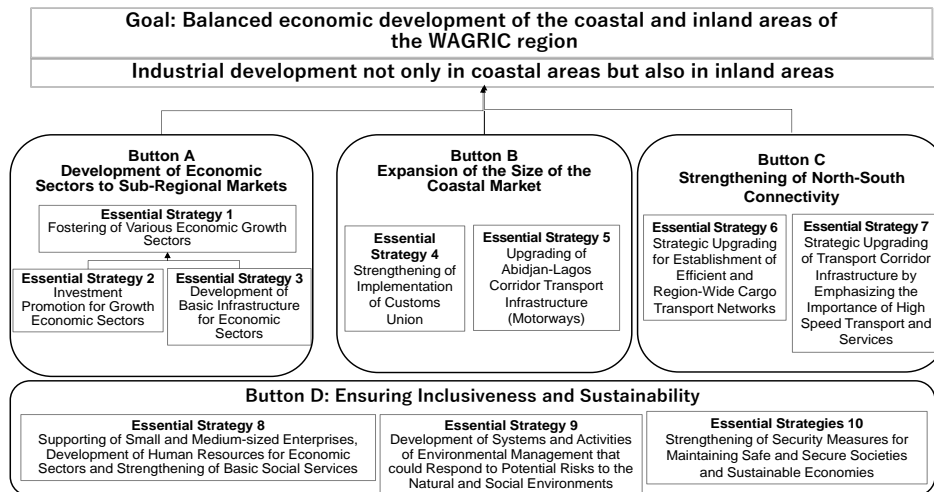 Goal: Balanced economic development of the coastal and inland areas of
the WAGRIC region
Industrial development not only in coastal areas but also in inland areas
Button A
Development of Economic
Sectors to Sub-Regional Markets
Essential Strategy 1
Fostering of Various Economic Growth
Sectors
Essential Strategy 2
Investment
Promotion for Growth
Economic Sectors
Essential Strategy 3
Development of
Basic Infrastructure
for Economic
Sectors
Button B
Expansion of the Size of the
Coastal Market
Essential
Strategy 4
Strengthening of
Implementation
of Customs
Union
Essential Strategy 5
Upgrading of
Abidjan-Lagos
Corridor Transport
Infrastructure
(Motorways)
Button C
Strengthening of North-South
Connectivity
Essential Strategy 6
Strategic Upgrading
for Establishment of
Efficient and
Region-Wide Cargo
Transport Networks
Essential Strategy 7
Strategic Upgrading
of Transport Corridor
Infrastructure by
Emphasizing the
Importance of High
Speed Transport and
Services
Button D: Ensuring Inclusiveness and Sustainability
Essential Strategy 8
Supporting of Small and Medium-sized Enterprises,
Development of Human Resources for Economic
Sectors and Strengthening of Basic Social Services
Essential Strategy 9
Development of Systems and Activities
of Environmental Management that
could Respond to Potential Risks to the
Natural and Social Environments
Essential Strategies 10
Strengthening of Security Measures for
Maintaining Safe and Secure Societies
and Sustainable Economies